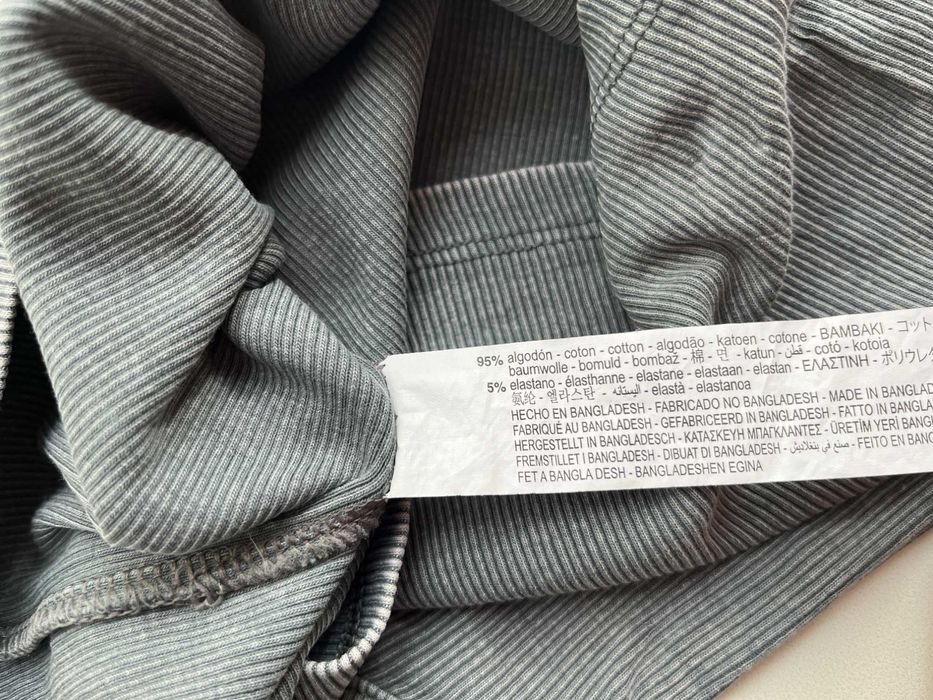 95% algodón - coton - cotton - algodão - katoen - cotone - BAMBAKI - コット
baumwolle - bomuld - bombaž - 棉 - 면 - katun - قطن - cotó - kotoia
5% elastano - élasthanne - elastane - elastaan - elastan - ΕΛΑΣΤΙΝΗ - ポリウレタ
氨纶 - 엘라스탄 - اليستانه - elastà - elastanoa
HECHO EN BANGLADESH - FABRICADO NO BANGLADESH - MADE IN BANGLAD
FABRIQUÉ AU BANGLADESH - GEFABRICEERD IN BANGLADESH - FATTO IN BANGL
HERGESTELLT IN BANGLADESCH - ΚΑΤΑΣΚΕΥΗ ΜΠΑΓΚΛΑΝΤΕΣ - ÜRETİM YERİ BANG
FREMSTILLET I BANGLADESH - DIBUAT DI BANGLADESH - صنع في بنغلاديش - FEITO EN BANG
FET A BANGLA DESH - BANGLADESHEN EGINA